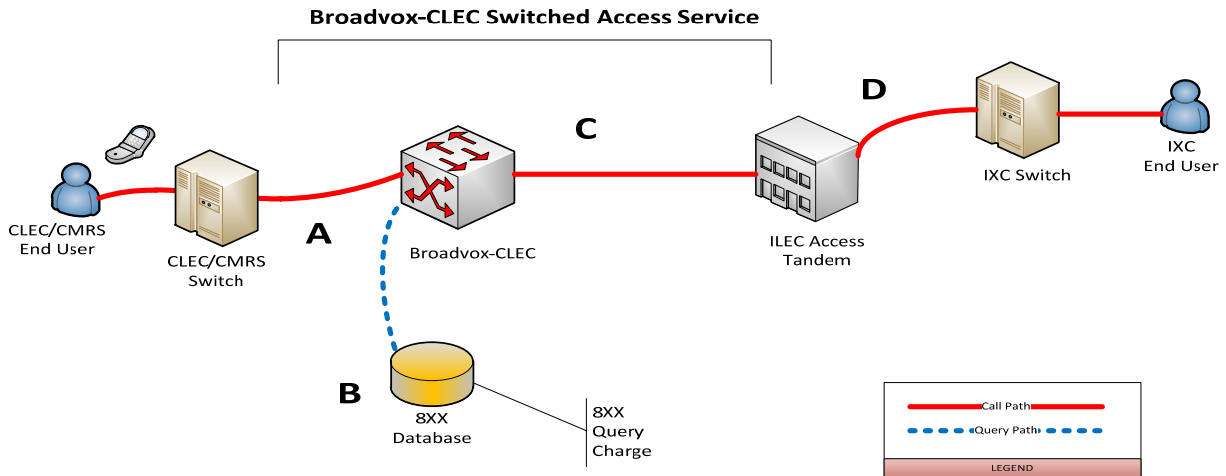 Broadvox-CLEC Switched Access Service
D
C
CLEC/CMRS
End User
CLEC/CMRS
Switch
A
Broadvox-CLEC
ILEC Access
Tandem
IXC Switch
IXC
End User
B
8XX
Database
8XX
Query
Charge
Call Path
Query Path
LEGEND